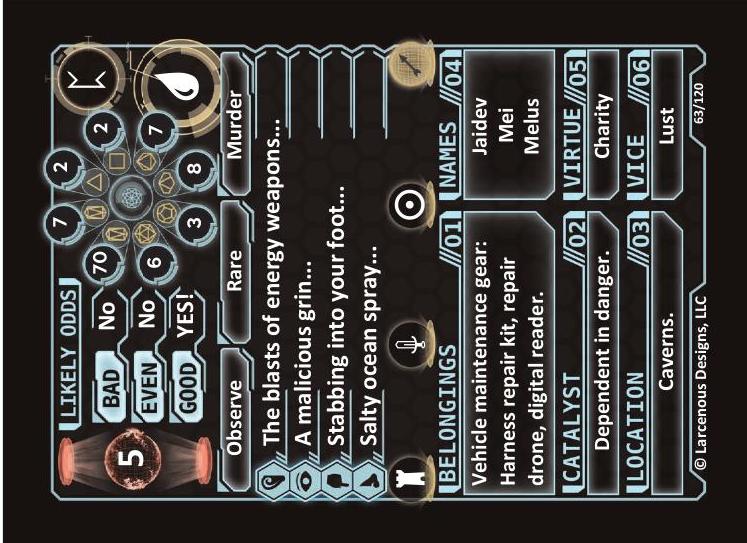 5
LIKELY ODDS
BAD No
EVEN No
GOOD YES!
2
2
7
7
8
70
3
6
Observe Rare Murder
The blasts of energy weapons...
A malicious grin...
Stabbing into your foot...
Salty ocean spray...
BELONGINGS 01
Vehicle maintenance gear:
Harness repair kit, repair
drone, digital reader.
NAMES 04
Jaidev
Mei
Melus
CATALYST 02
Dependent in danger.
VIRTUE 05
Charity
LOCATION 03
Caverns.
VICE 06
Lust
© Larcenous Designs, LLC
63/120